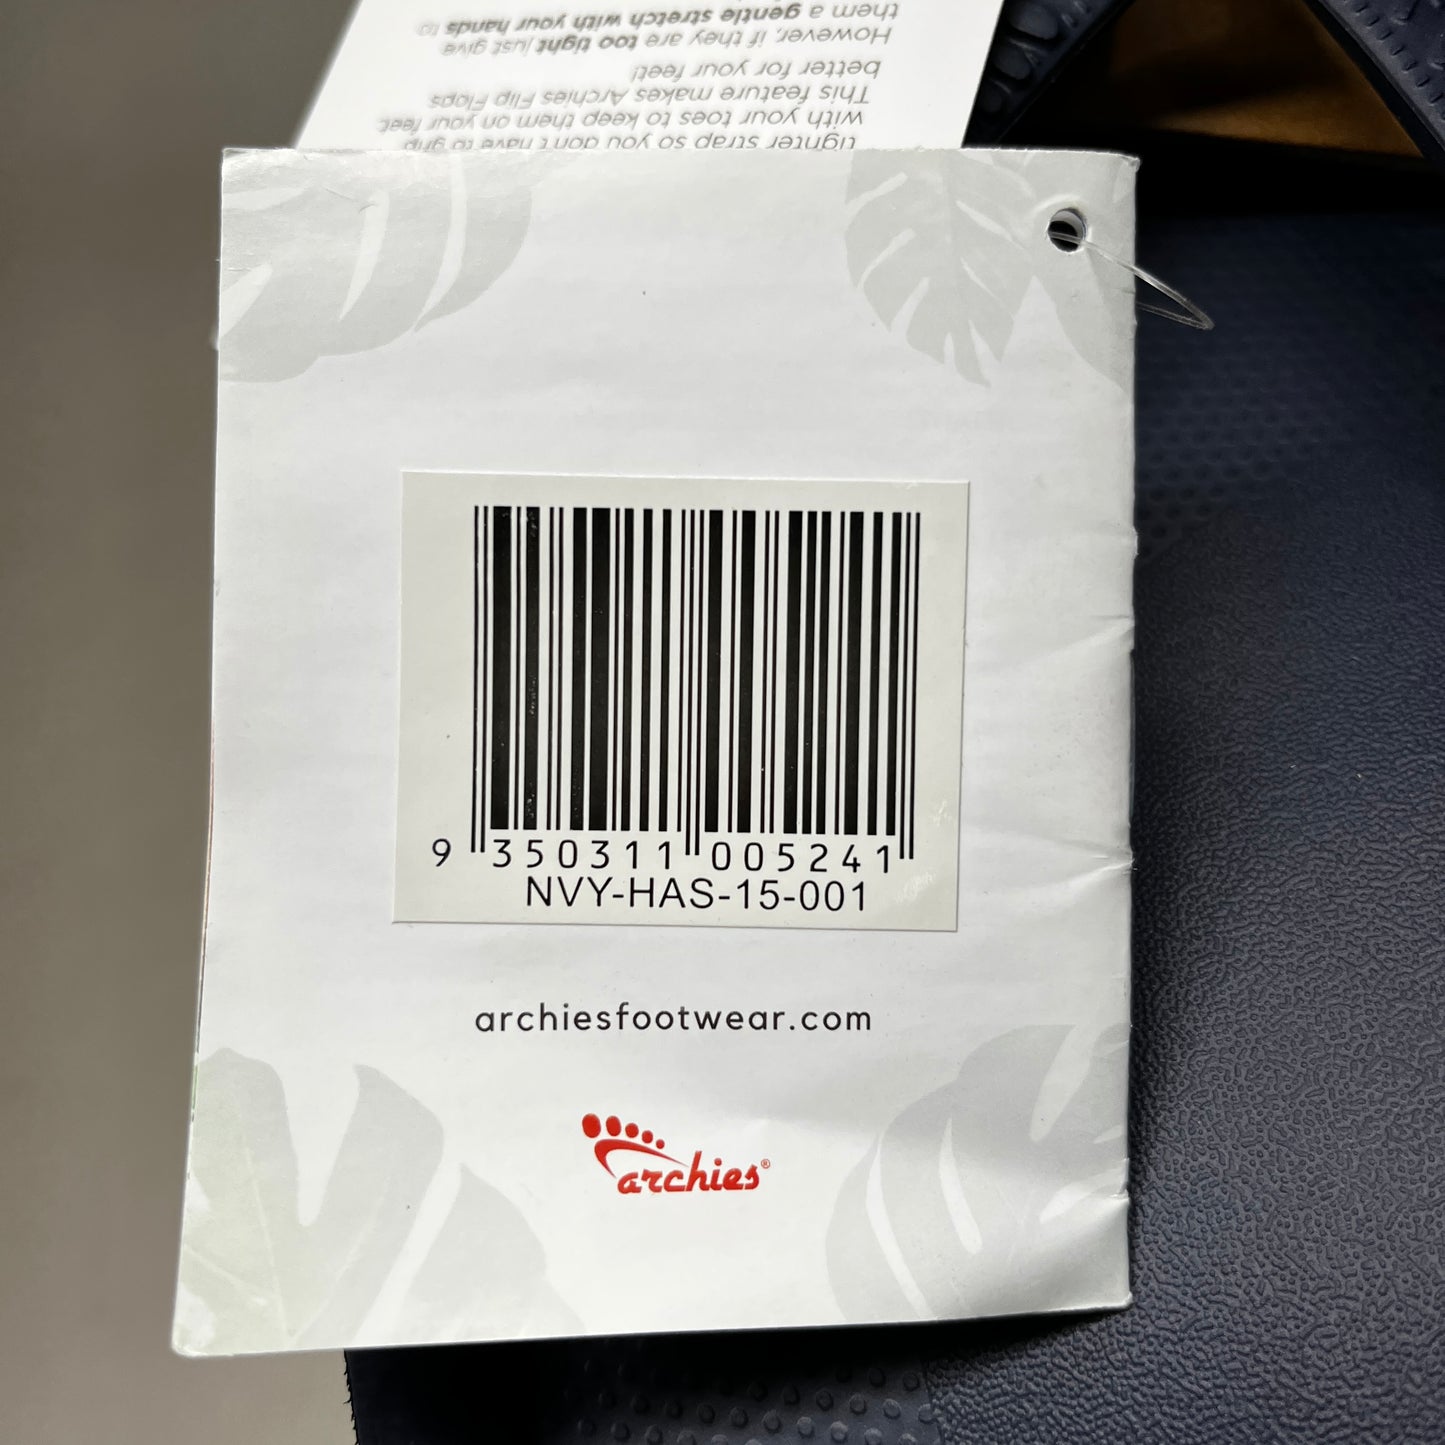 tighter strap so you don't have to grip
with your toes to keep them on your feet.
This feature makes Archies Flip Flops
better for your feet!
However, if they are too tight just give
them a gentle stretch with your hands to
9 350311 005241
NVY-HAS-15-001
archiesfootwear.com
archies®